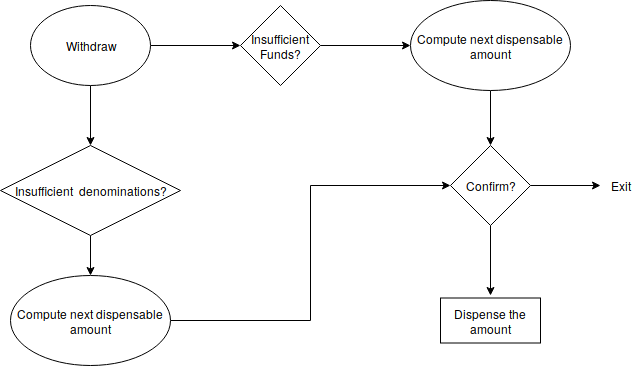 Withdraw
Insufficient
Funds?
Compute next dispensable
amount
Insufficient denominations?
Confirm?
Exit
Compute next dispensable
amount
Dispense the
amount